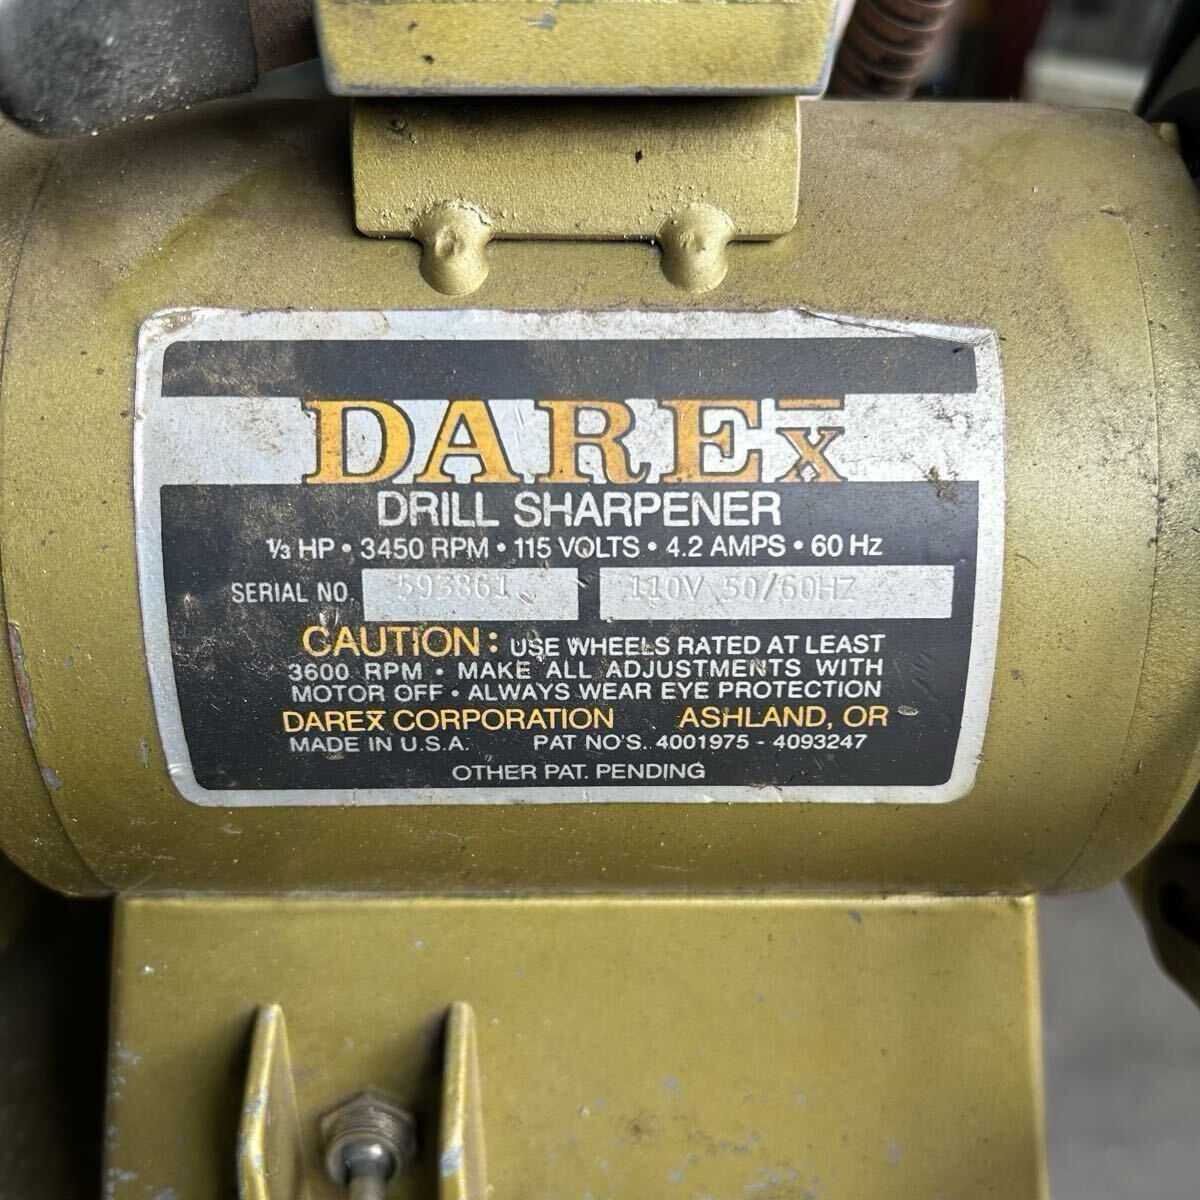 DAREX̅
DRILL SHARPENER
1/3 HP • 3450 RPM • 115 VOLTS • 4.2 AMPS • 60 Hz
SERIAL NO. 593861 110V 50/60HZ
CAUTION: USE WHEELS RATED AT LEAST
3600 RPM • MAKE ALL ADJUSTMENTS WITH
MOTOR OFF • ALWAYS WEAR EYE PROTECTION
DAREX̅ CORPORATION ASHLAND, OR
MADE IN U.S.A. PAT NO'S. 4001975 - 4093247
OTHER PAT. PENDING